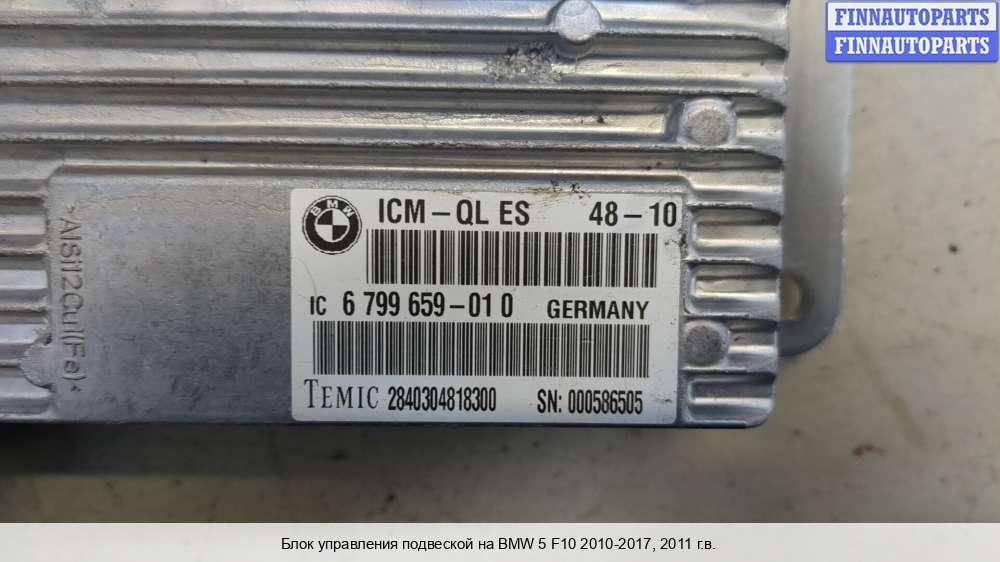 FINNAUTOPARTS
FINNAUTOPARTS
BMW
ICM-QL ES 48-10
IC 6 799 659-01 0 GERMANY
TEMIC 2840304818300 SN: 000586505
*AlSi12Cu1(Fe)*
Блок управления подвеской на BMW 5 F10 2010-2017, 2011 г.в.